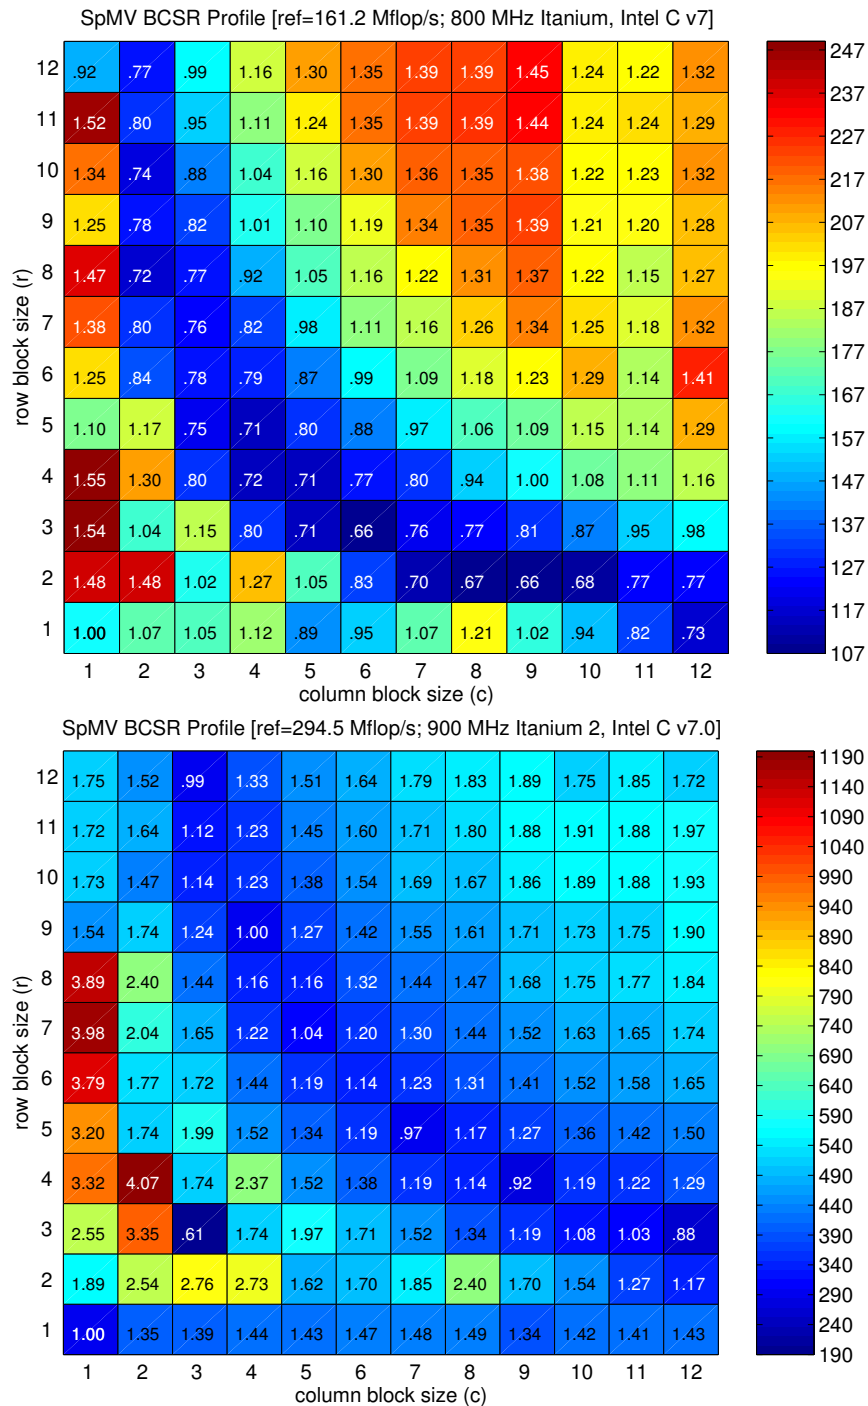 SpMV BCSR Profile [ref=161.2 Mflop/s; 800 MHz Itanium, Intel C v7]
12 .92 .77 .99 1.16 1.30 1.35 1.39 1.39 1.45 1.24 1.22 1.32
11 1.52 .80 .95 1.11 1.24 1.35 1.39 1.39 1.44 1.24 1.24 1.29
10 1.34 .74 .88 1.04 1.16 1.30 1.36 1.35 1.38 1.22 1.23 1.32
9 1.25 .78 .82 1.01 1.10 1.19 1.34 1.35 1.39 1.21 1.20 1.28
8 1.47 .72 .77 .92 1.05 1.16 1.22 1.31 1.37 1.22 1.15 1.27
7 1.38 .80 .76 .82 .98 1.11 1.16 1.26 1.34 1.25 1.18 1.32
6 1.25 .84 .78 .79 .87 .99 1.09 1.18 1.23 1.29 1.14 1.41
5 1.10 1.17 .75 .71 .80 .88 .97 1.06 1.09 1.15 1.14 1.29
4 1.55 1.30 .80 .72 .71 .77 .80 .94 1.00 1.08 1.11 1.16
3 1.54 1.04 1.15 .80 .71 .66 .76 .77 .81 .87 .95 .98
2 1.48 1.48 1.02 1.27 1.05 .83 .70 .67 .66 .68 .77 .77
1 1.00 1.07 1.05 1.12 .89 .95 1.07 1.21 1.02 .94 .82 .73
1 2 3 4 5 6 7 8 9 10 11 12
column block size (c)
row block size (r)
247
237
227
217
207
197
187
177
167
157
147
137
127
117
107
SpMV BCSR Profile [ref=294.5 Mflop/s; 900 MHz Itanium 2, Intel C v7.0]
12 1.75 1.52 .99 1.33 1.51 1.64 1.79 1.83 1.89 1.75 1.85 1.72
11 1.72 1.64 1.12 1.23 1.45 1.60 1.71 1.80 1.88 1.91 1.88 1.97
10 1.73 1.47 1.14 1.23 1.38 1.54 1.69 1.67 1.86 1.89 1.88 1.93
9 1.54 1.74 1.24 1.00 1.27 1.42 1.55 1.61 1.71 1.73 1.75 1.90
8 3.89 2.40 1.44 1.16 1.16 1.32 1.44 1.47 1.68 1.75 1.77 1.84
7 3.98 2.04 1.65 1.22 1.04 1.20 1.30 1.44 1.52 1.63 1.65 1.74
6 3.79 1.77 1.72 1.44 1.19 1.14 1.23 1.31 1.41 1.52 1.58 1.65
5 3.20 1.74 1.99 1.52 1.34 1.19 .97 1.17 1.27 1.36 1.42 1.50
4 3.32 4.07 1.74 2.37 1.52 1.38 1.19 1.14 .92 1.19 1.22 1.29
3 2.55 3.35 .61 1.74 1.97 1.71 1.52 1.34 1.19 1.08 1.03 .88
2 1.89 2.54 2.76 2.73 1.62 1.70 1.85 2.40 1.70 1.54 1.27 1.17
1 1.00 1.35 1.39 1.44 1.43 1.47 1.48 1.49 1.34 1.42 1.41 1.43
1 2 3 4 5 6 7 8 9 10 11 12
column block size (c)
row block size (r)
1190
1140
1090
1040
990
940
890
840
790
740
690
640
590
540
490
440
390
340
290
240
190